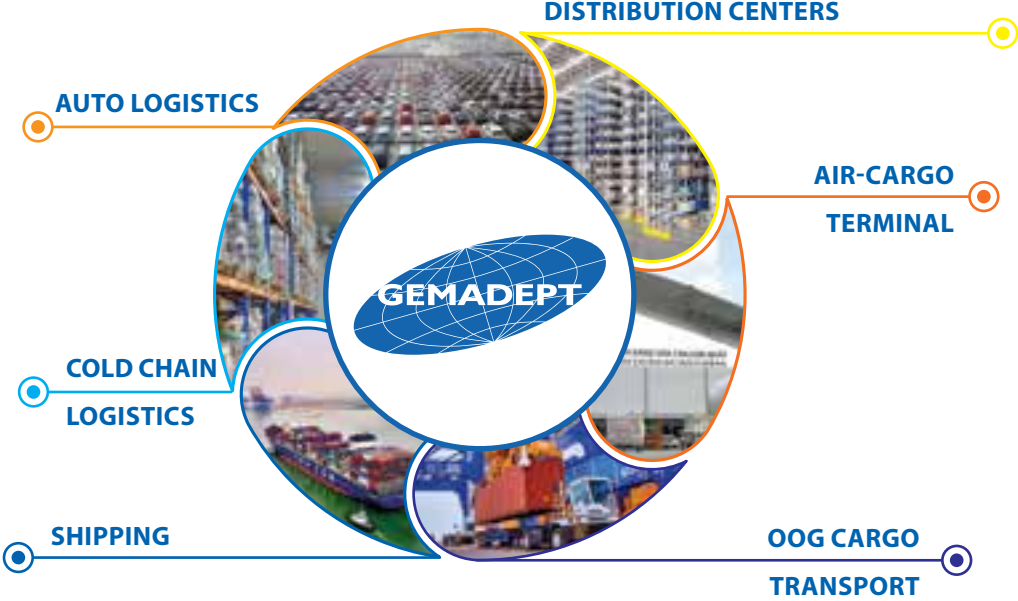 DISTRIBUTION CENTERS
AUTO LOGISTICS
AIR-CARGO
TERMINAL
GEMADEPT
COLD CHAIN
LOGISTICS
SHIPPING
OOG CARGO
TRANSPORT